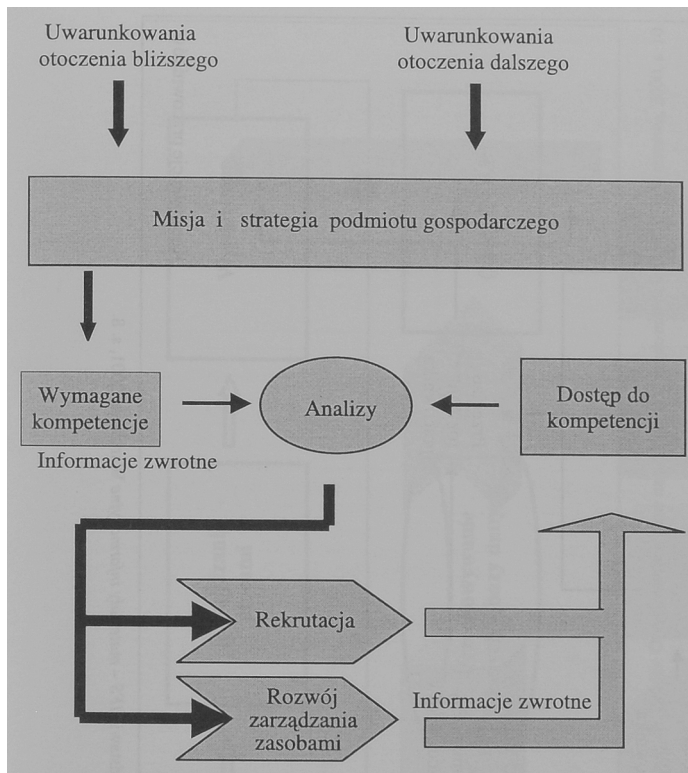 Uwarunkowania
otoczenia bliższego
Uwarunkowania
otoczenia dalszego
Misja i strategia podmiotu gospodarczego
Wymagane
kompetencje
Analizy
Dostęp do
kompetencji
Informacje zwrotne
Rekrutacja
Rozwój
zarządzania
zasobami
Informacje zwrotne